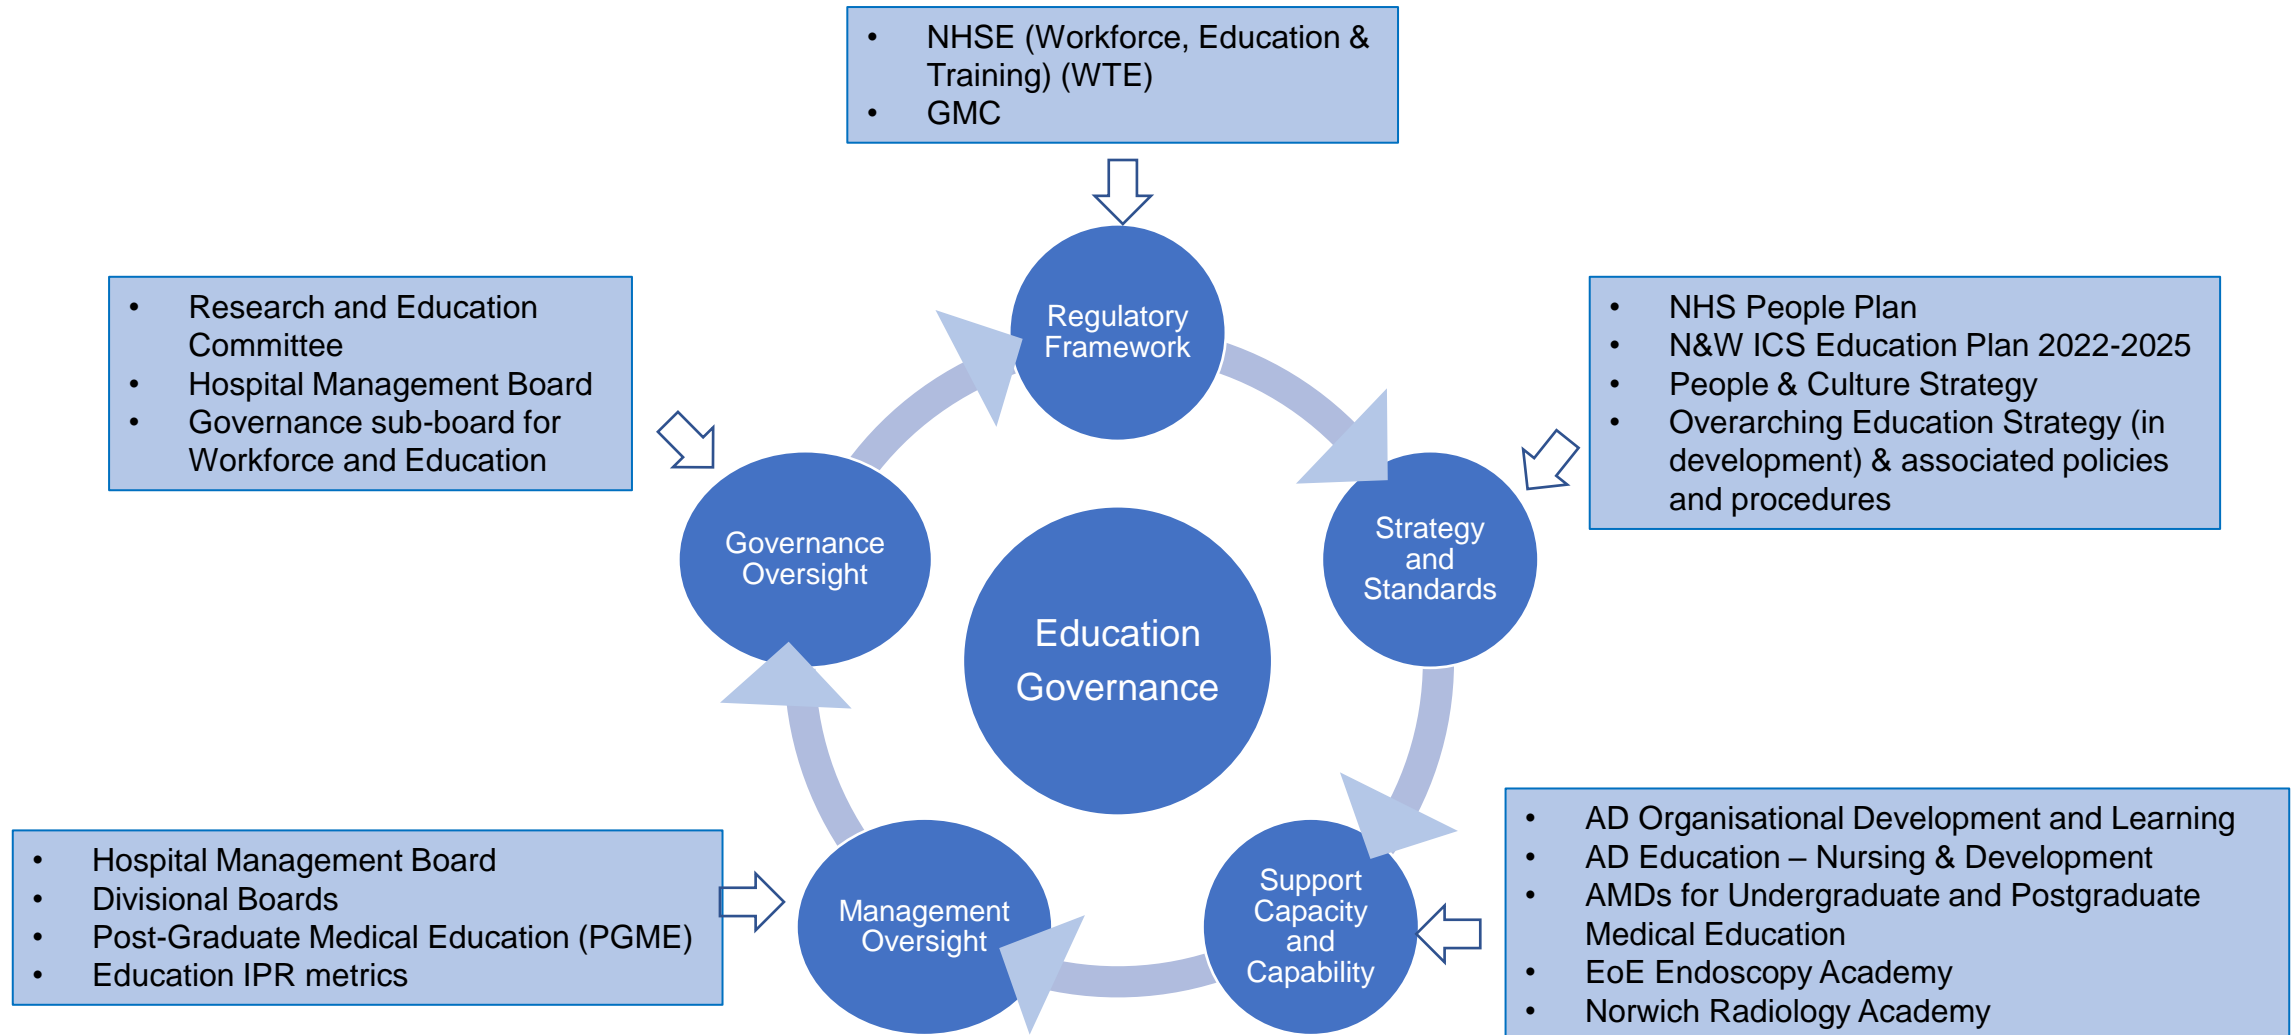 • NHSE (Workforce, Education &
Training) (WTE)
• GMC
• Research and Education
Committee
• Hospital Management Board
• Governance sub-board for
Workforce and Education
Regulatory
Framework
• NHS People Plan
• N&W ICS Education Plan 2022-2025
• People & Culture Strategy
• Overarching Education Strategy (in
development) & associated policies
and procedures
Governance
Oversight
Strategy
and
Standards
Education
Governance
• Hospital Management Board
• Divisional Boards
• Post-Graduate Medical Education (PGME)
• Education IPR metrics
Management
Oversight
Support
Capacity
and
Capability
• AD Organisational Development and Learning
• AD Education – Nursing & Development
• AMDs for Undergraduate and Postgraduate
Medical Education
• EoE Endoscopy Academy
• Norwich Radiology Academy